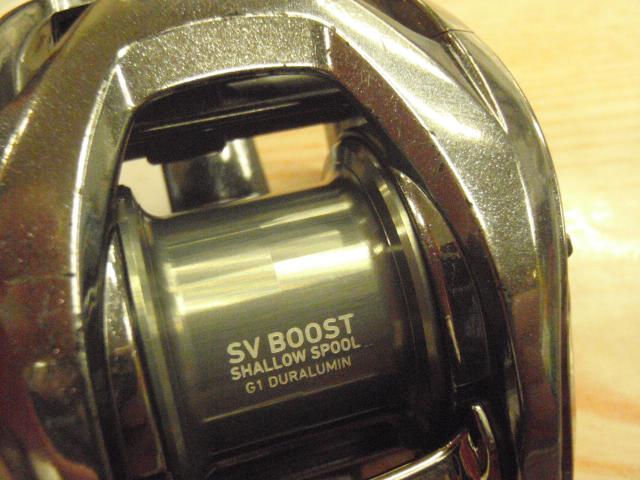 SV BOOST
SHALLOW SPOOL
G1 DURALUMIN